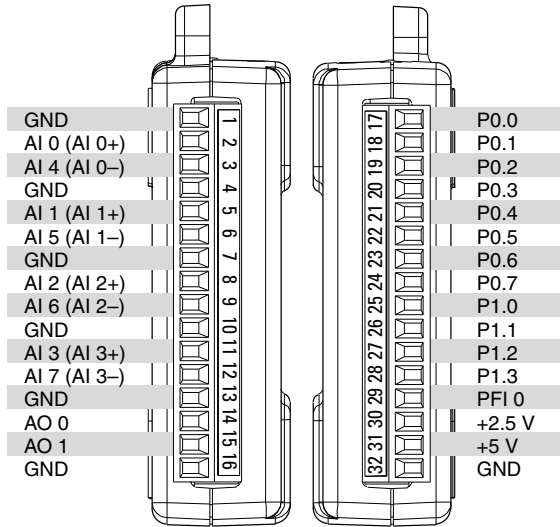 GND 1
AI 0 (AI 0+) 2
AI 4 (AI 0–) 3
GND 4
AI 1 (AI 1+) 5
AI 5 (AI 1–) 6
GND 7
AI 2 (AI 2+) 8
AI 6 (AI 2–) 9
GND 10
AI 3 (AI 3+) 11
AI 7 (AI 3–) 12
GND 13
AO 0 14
AO 1 15
GND 16
17 P0.0
18 P0.1
19 P0.2
20 P0.3
21 P0.4
22 P0.5
23 P0.6
24 P0.7
25 P1.0
26 P1.1
27 P1.2
28 P1.3
29 PFI 0
30 +2.5 V
31 +5 V
32 GND